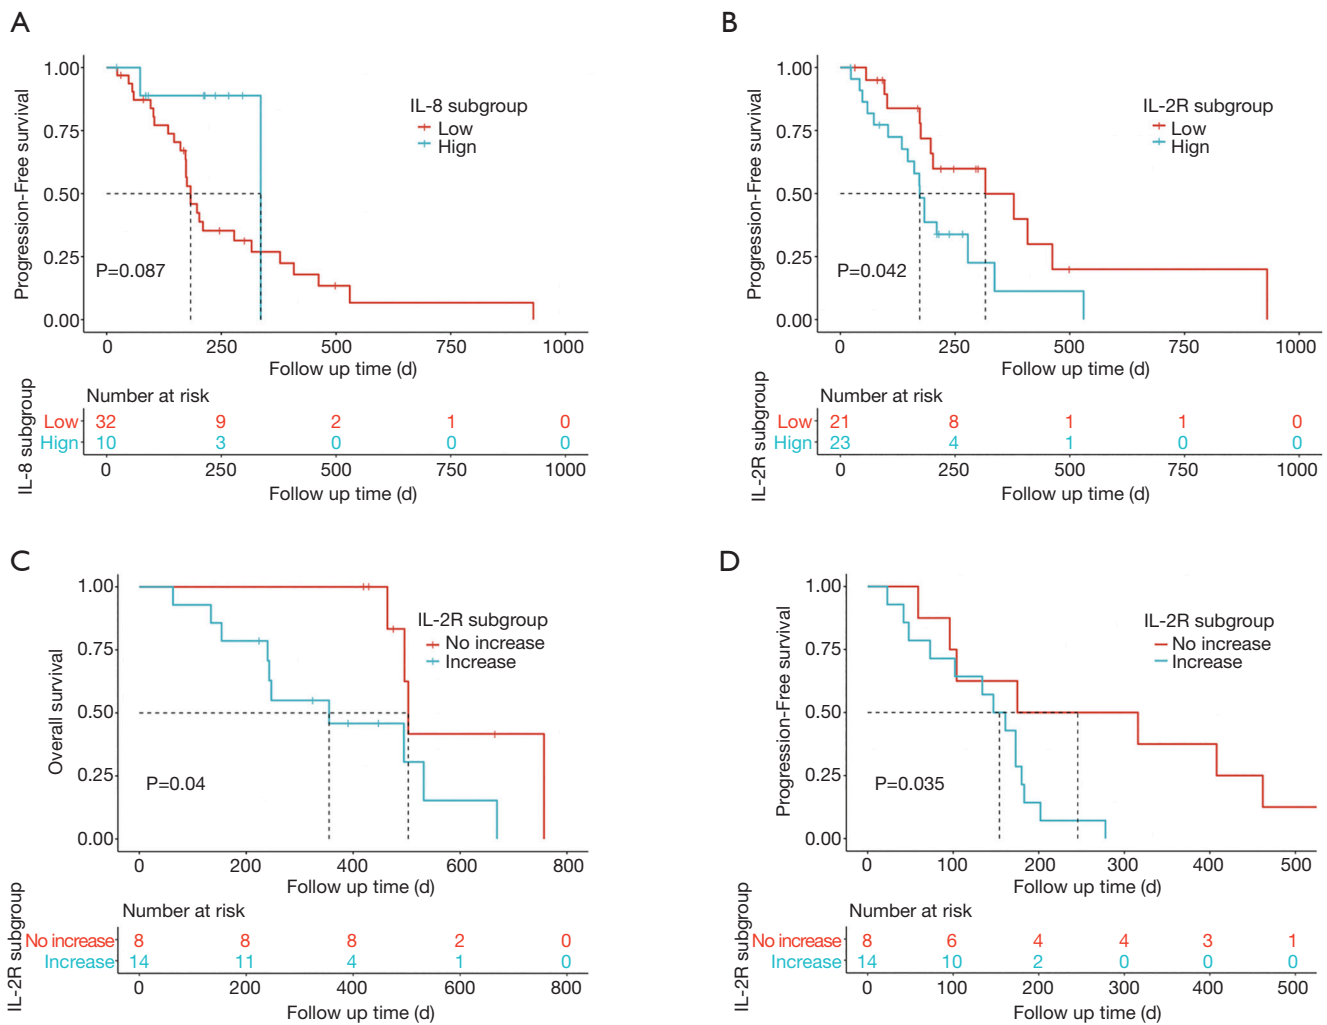 A
Progression-Free survival
1.00
0.75
0.50
0.25
0.00
IL-8 subgroup
Low
Hign
P=0.087
0 250 500 750 1000
Follow up time (d)
IL-8 subgroup
Number at risk
Low 32 9 2 1 0
Hign 10 3 0 0 0
0 250 500 750 1000
Follow up time (d)
B
Progression-Free survival
1.00
0.75
0.50
0.25
0.00
IL-2R subgroup
Low
Hign
P=0.042
0 250 500 750 1000
Follow up time (d)
IL-2R subgroup
Number at risk
Low 21 8 1 1 0
Hign 23 4 1 0 0
0 250 500 750 1000
Follow up time (d)
C
Overall survival
1.00
0.75
0.50
0.25
0.00
IL-2R subgroup
No increase
Increase
P=0.04
0 200 400 600 800
Follow up time (d)
IL-2R subgroup
Number at risk
No increase 8 8 8 2 0
Increase 14 11 4 1 0
0 200 400 600 800
Follow up time (d)
D
Progression-Free survival
1.00
0.75
0.50
0.25
0.00
IL-2R subgroup
No increase
Increase
P=0.035
0 100 200 300 400 500
Follow up time (d)
IL-2R subgroup
Number at risk
No increase 8 6 4 4 3 1
Increase 14 10 2 0 0 0
0 100 200 300 400 500
Follow up time (d)